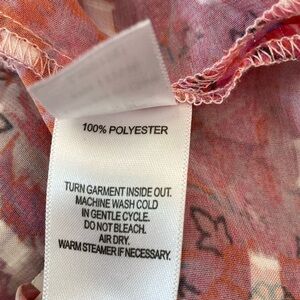 100% POLYESTER
TURN GARMENT INSIDE OUT.
MACHINE WASH COLD
IN GENTLE CYCLE.
DO NOT BLEACH.
AIR DRY.
WARM STEAMER IF NECESSARY.